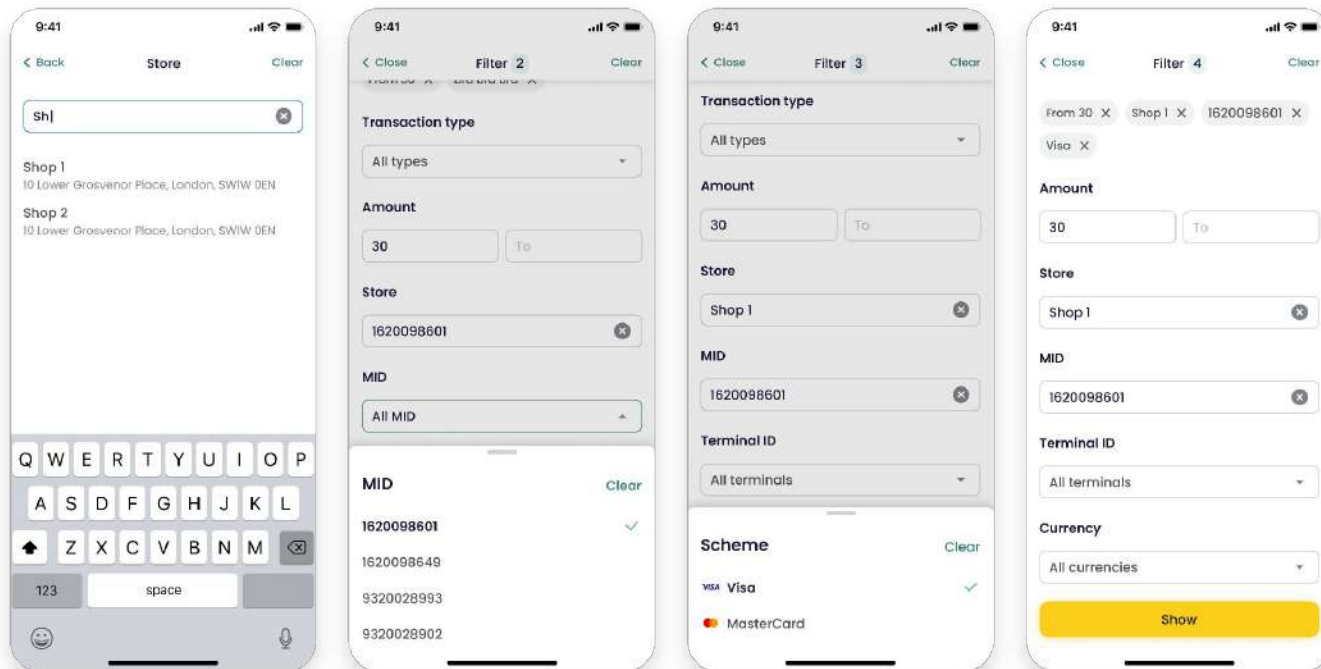 9:41
< Back Store Clear
Sh
Shop 1
10 Lower Grosvenor Place, London, SW1W 0EN
Shop 2
10 Lower Grosvenor Place, London, SW1W 0EN
Q W E R T Y U I O P
A S D F G H J K L
Z X C V B N M
123 space
9:41
< Close Filter 2 Clear
Transaction type
All types
Amount
30 To
Store
1620098601
MID
All MID
MID Clear
1620098601
1620098649
9320028993
9320028902
9:41
< Close Filter 3 Clear
Transaction type
All types
Amount
30 To
Store
Shop 1
MID
1620098601
Terminal ID
All terminals
Scheme Clear
VISA Visa
MasterCard
9:41
< Close Filter 4 Clear
From 30 × Shop 1 × 1620098601 ×
Visa ×
Amount
30 To
Store
Shop 1
MID
1620098601
Terminal ID
All terminals
Currency
All currencies
Show